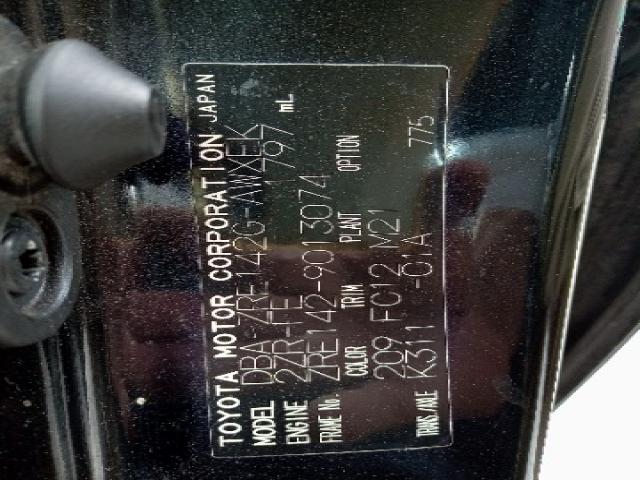 TOYOTA MOTOR CORPORATION JAPAN
MODEL DBA-ZRE142G-AWXEK
ENGINE 2ZR-FE 1797 mL
FRAME No. ZRE142-9013074
COLOR TRIM PLANT OPTION
209 FC12 M21
TRANS/AXLE K311 -01A 775